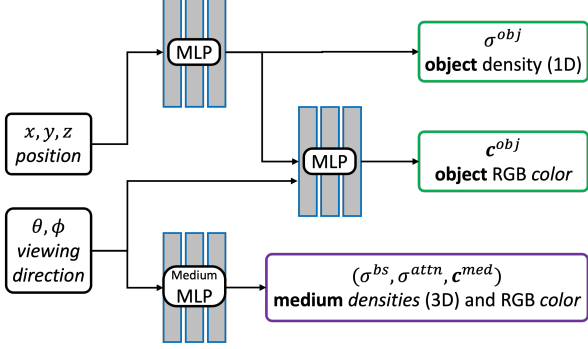 MLP
σ^{obj}
object density (1D)
x, y, z
position
MLP
c^{obj}
object RGB color
θ, ϕ
viewing
direction
Medium
MLP
(σ^{bs}, σ^{attn}, c^{med})
medium densities (3D) and RGB color